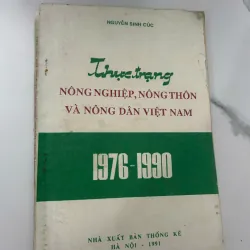 NGUYỄN SINH CÚC
Thực trạng
NÔNG NGHIỆP, NÔNG THÔN
VÀ NÔNG DÂN VIỆT NAM
1976-1990
NHÀ XUẤT BẢN THỐNG KÊ
HÀ NỘI - 1991